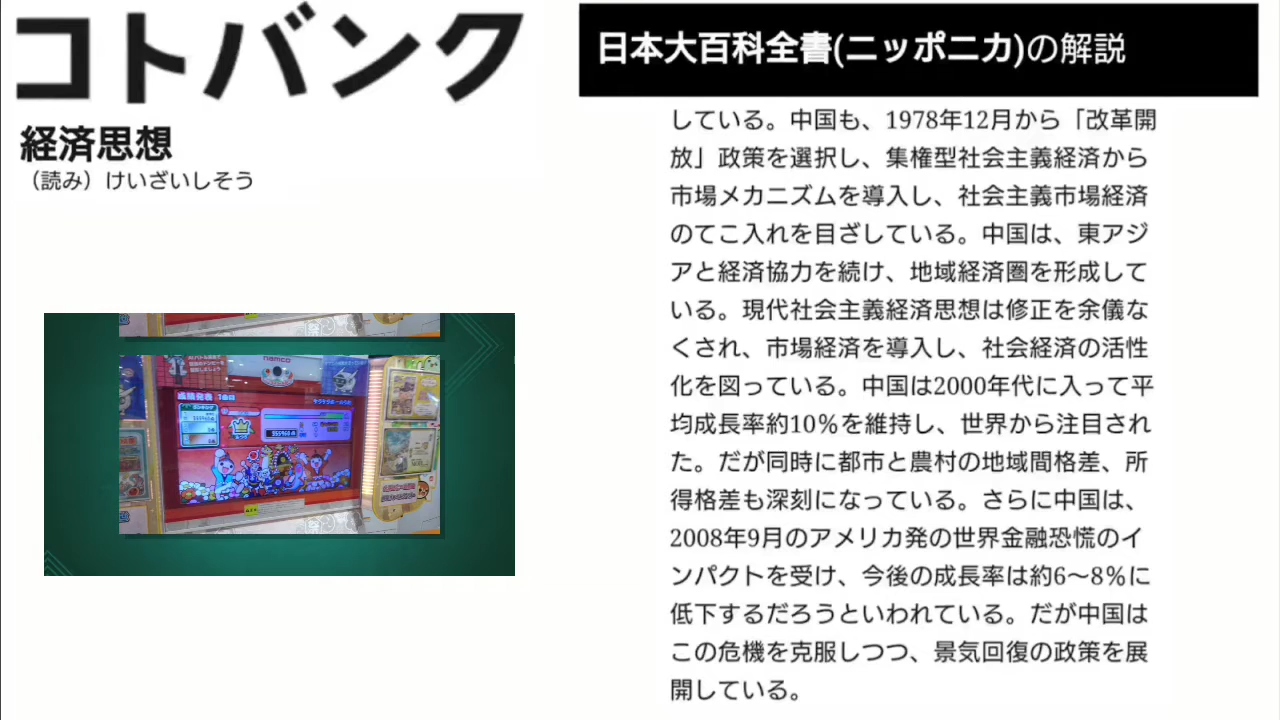 コトバンク
経済思想
（読み）けいざいしそう
namco
成績発表 1曲目
日本大百科全書(ニッポニカ)の解説
している。中国も、1978年12月から「改革開
放」政策を選択し、集権型社会主義経済から
市場メカニズムを導入し、社会主義市場経済
のてこ入れを目ざしている。中国は、東アジ
アと経済協力を続け、地域経済圏を形成して
いる。現代社会主義経済思想は修正を余儀な
くされ、市場経済を導入し、社会経済の活性
化を図っている。中国は2000年代に入って平
均成長率約10％を維持し、世界から注目され
た。だが同時に都市と農村の地域間格差、所
得格差も深刻になっている。さらに中国は、
2008年9月のアメリカ発の世界金融恐慌のイ
ンパクトを受け、今後の成長率は約6～8％に
低下するだろうといわれている。だが中国は
この危機を克服しつつ、景気回復の政策を展
開している。